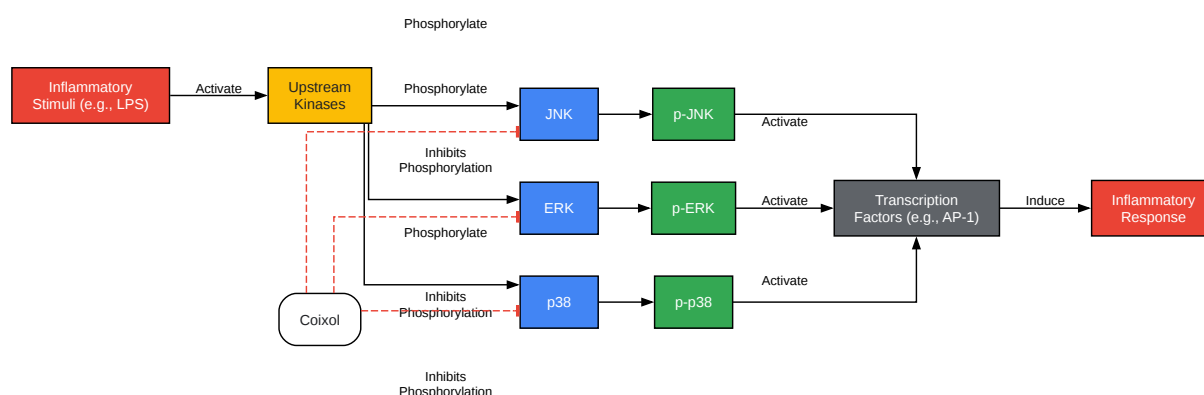 Phosphorylate
Inflammatory
Stimuli (e.g., LPS)
Activate
Upstream
Kinases
Phosphorylate
JNK
p-JNK
Activate
Inhibits
Phosphorylation
ERK
p-ERK
Activate
Transcription
Factors (e.g., AP-1)
Induce
Inflammatory
Response
Phosphorylate
Coixol
Inhibits
Phosphorylation
p38
p-p38
Activate
Inhibits
Phosphorylation